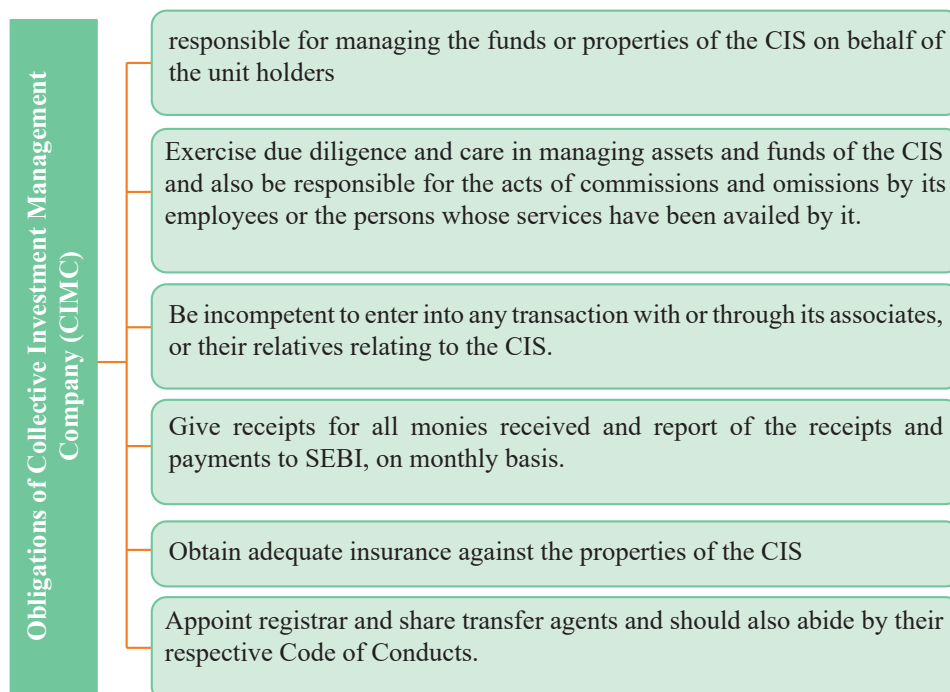 Obligations of Collective Investment Management
Company (CIMC)
responsible for managing the funds or properties of the CIS on behalf of
the unit holders
Exercise due diligence and care in managing assets and funds of the CIS
and also be responsible for the acts of commissions and omissions by its
employees or the persons whose services have been availed by it.
Be incompetent to enter into any transaction with or through its associates,
or their relatives relating to the CIS.
Give receipts for all monies received and report of the receipts and
payments to SEBI, on monthly basis.
Obtain adequate insurance against the properties of the CIS
Appoint registrar and share transfer agents and should also abide by their
respective Code of Conducts.